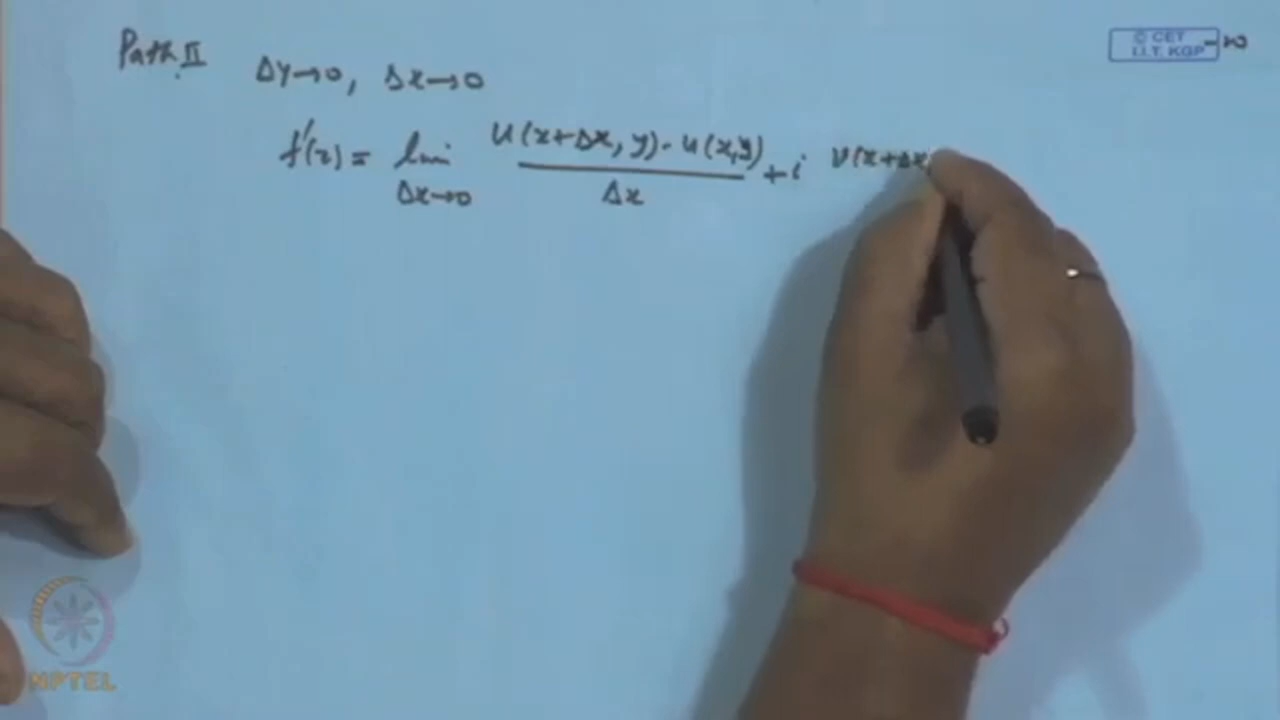 Path II
Δy→0, Δx→0
© CET
I.I.T. KGP
f'(z) = lim Δx→0 u(x+Δx, y) - u(x,y) / Δx + i v(x+Δx,
NPTEL